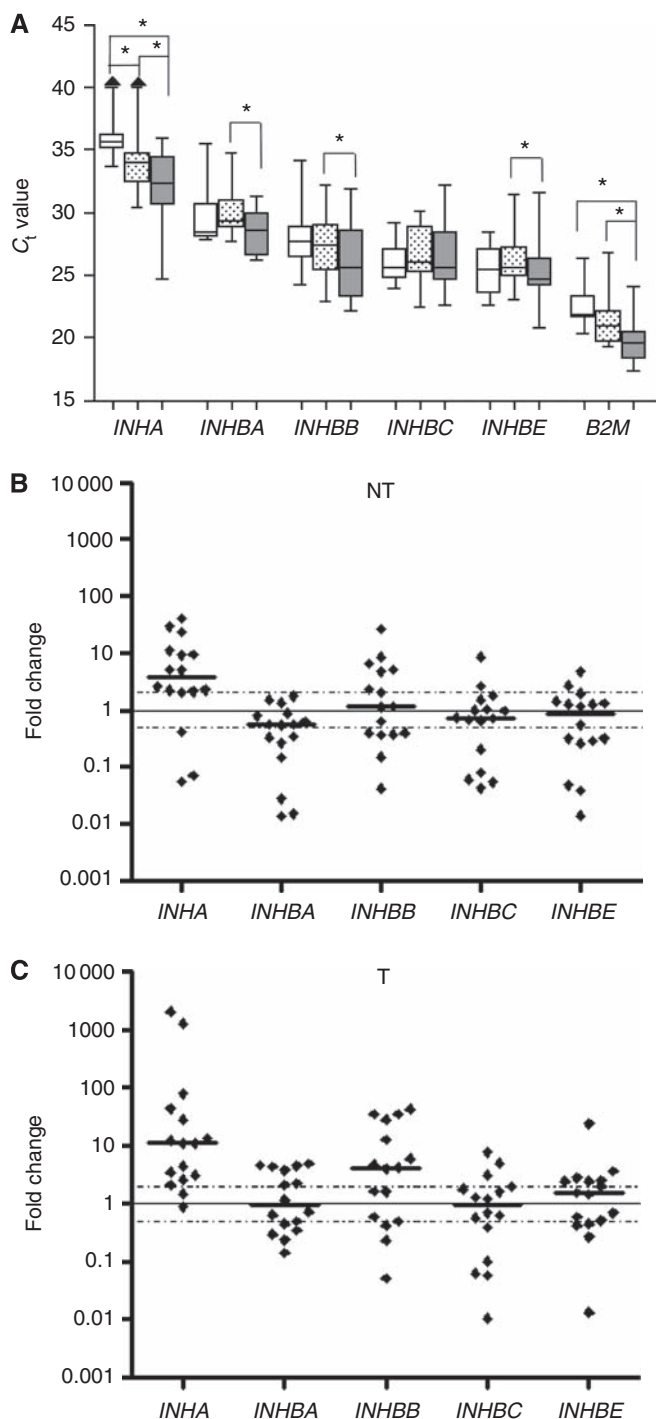 A
45
40
35
30
25
20
15
Ct value
* * *
*
*
*
* *
INHA INHBA INHBB INHBC INHBE B2M
B
NT
10 000
1000
100
10
1
0.1
0.01
0.001
Fold change
INHA INHBA INHBB INHBC INHBE
C
T
10 000
1000
100
10
1
0.1
0.01
0.001
Fold change
INHA INHBA INHBB INHBC INHBE